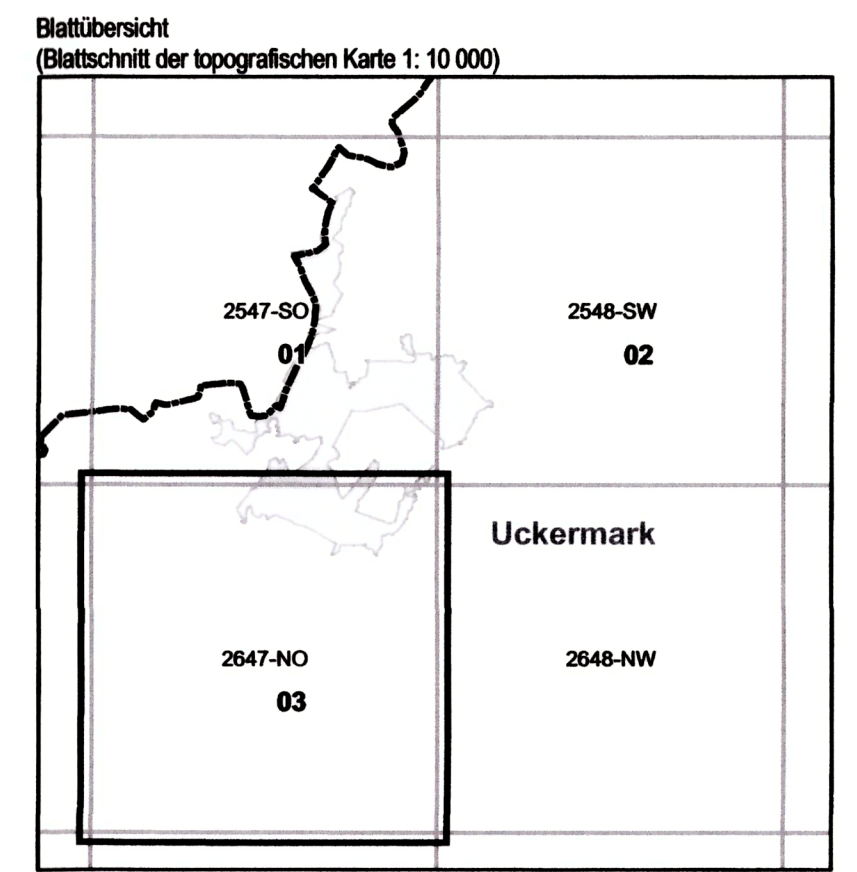 Blattübersicht
(Blattschnitt der topografischen Karte 1: 10 000)
2547-SO
01
2548-SW
02
Uckermark
2647-NO
03
2648-NW